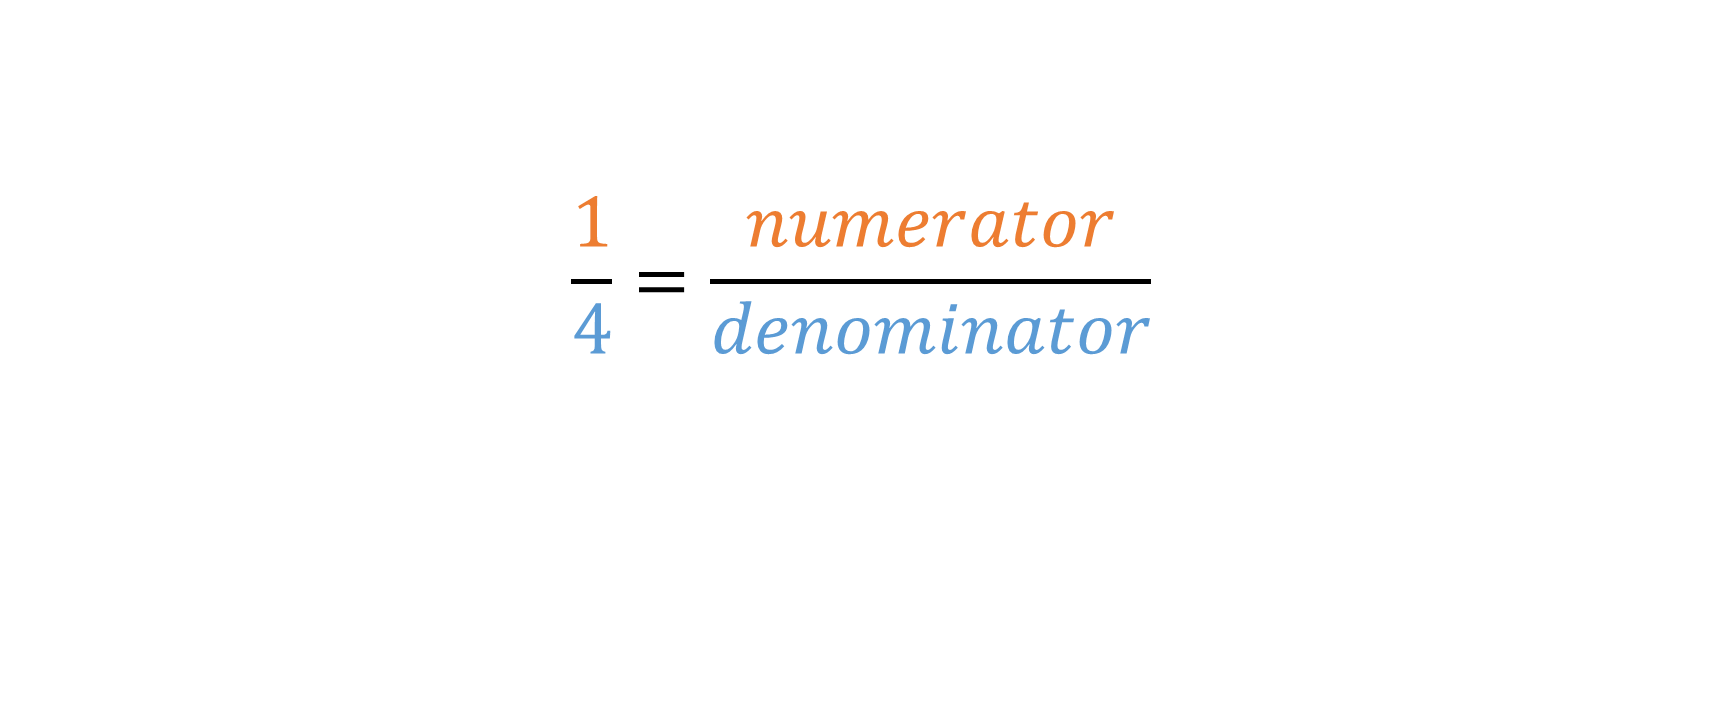 1/4 = numerator/denominator